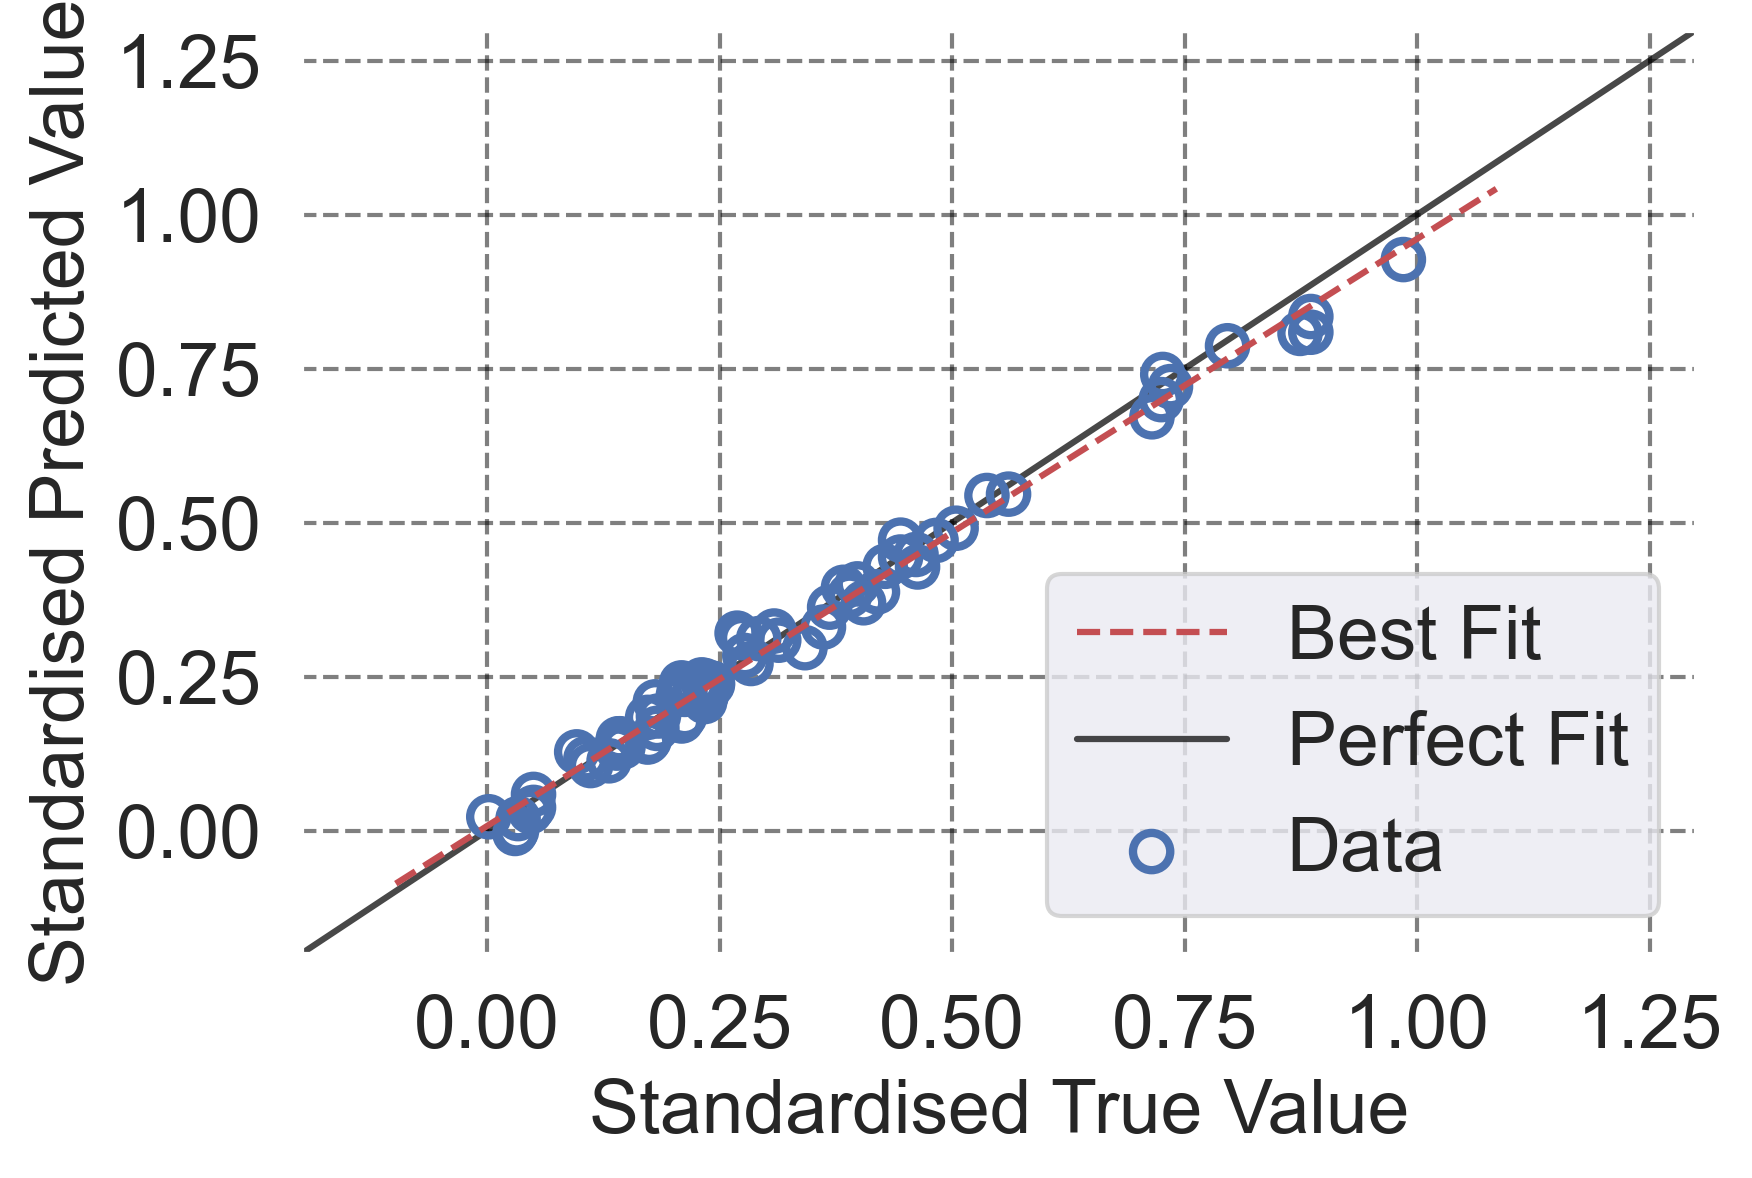 Standardised Predicted Value
1.25
1.00
0.75
0.50
0.25
0.00
Best Fit
Perfect Fit
Data
0.00 0.25 0.50 0.75 1.00 1.25
Standardised True Value